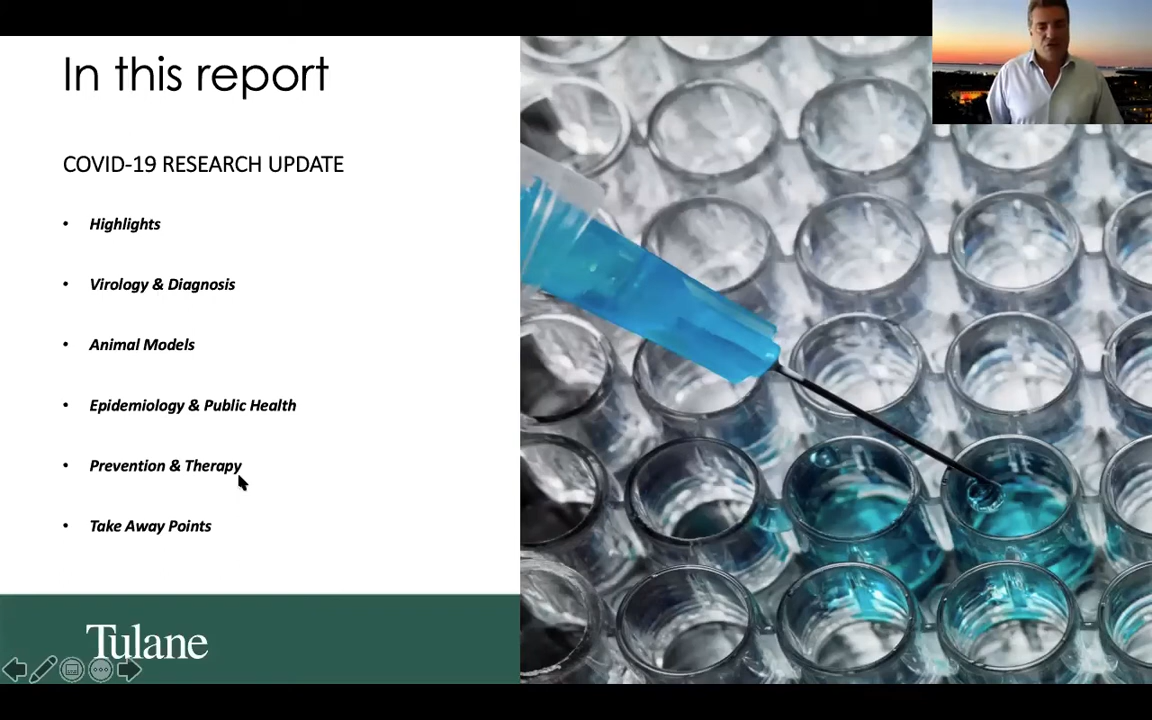 In this report
COVID-19 RESEARCH UPDATE
• Highlights
• Virology & Diagnosis
• Animal Models
• Epidemiology & Public Health
• Prevention & Therapy
• Take Away Points
Tulane